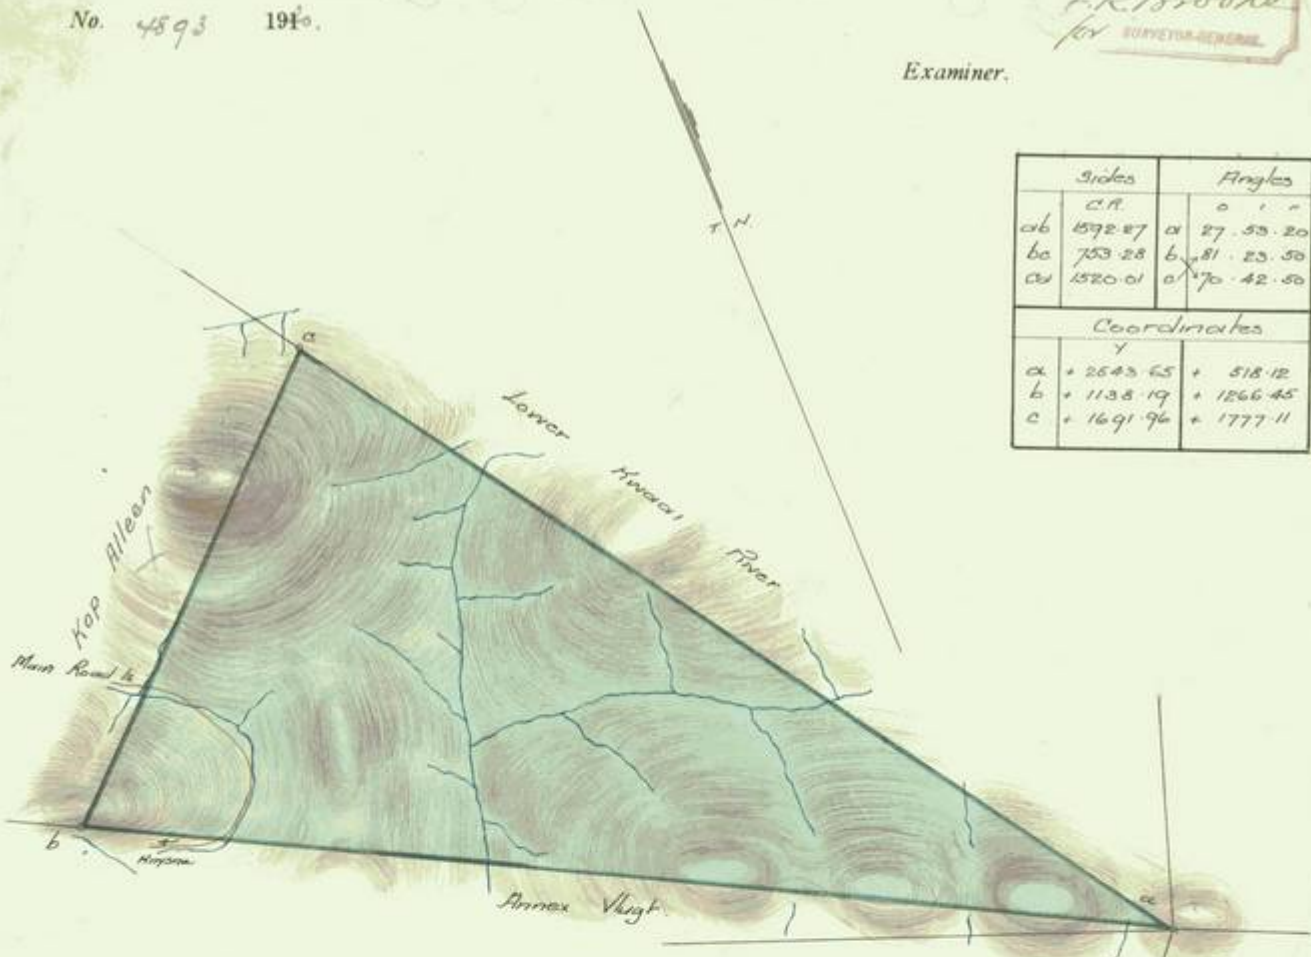 No. 4893 1910.
for SURVEYOR-GENERAL
Examiner.
T N.
Sides Angles
C.R. o ' "
ab 1592.27 a 27.53.20
bc 753.28 b 81.23.50
ca 1520.01 c 70.42.50
Coordinates
Y
a + 2543.65 + 518.12
b + 1138.19 + 1266.45
c + 1691.96 + 1777.11
c
Lower Kwaai River
Kop Alleen
Main Road to
b
Knysna
Annex Vlugt.
a